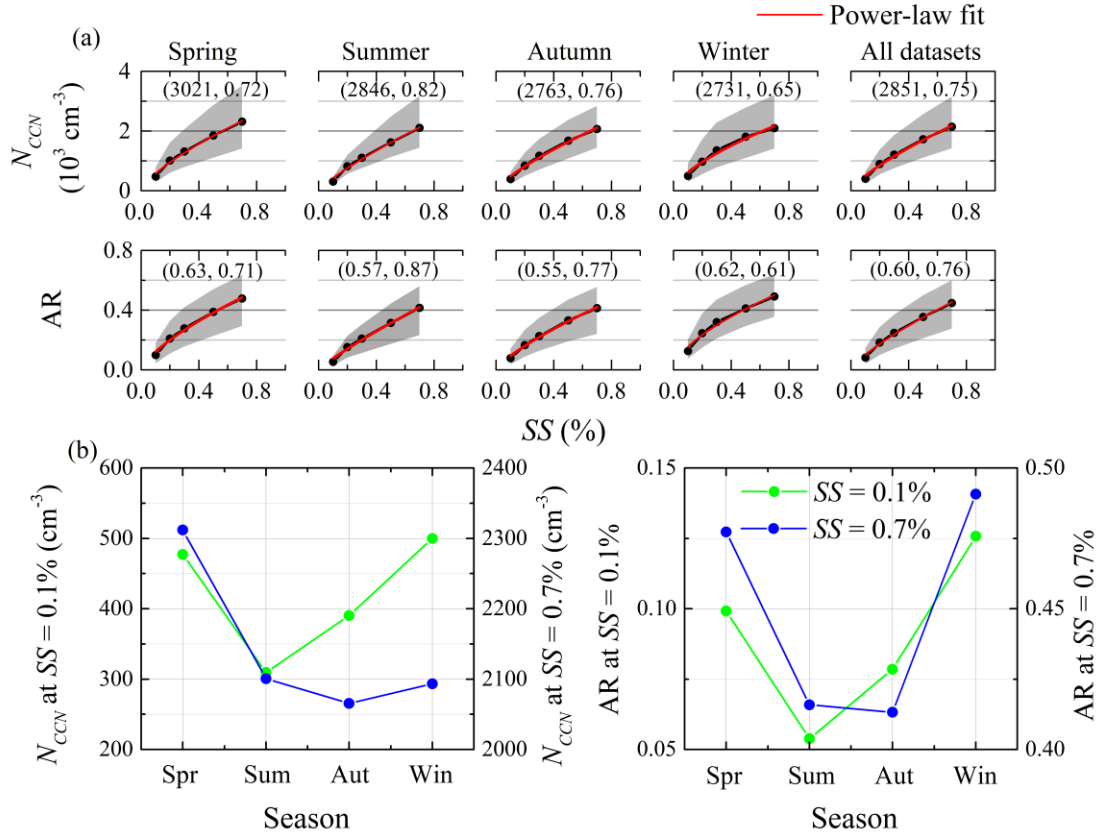 Power-law fit
(a)
Spring Summer Autumn Winter All datasets
N_CCN (10³ cm⁻³)
4
3
2
1
0
(3021, 0.72) (2846, 0.82) (2763, 0.76) (2731, 0.65) (2851, 0.75)
0.0 0.4 0.8 0.0 0.4 0.8 0.0 0.4 0.8 0.0 0.4 0.8 0.0 0.4 0.8
AR
0.8
0.4
0.0
(0.63, 0.71) (0.57, 0.87) (0.55, 0.77) (0.62, 0.61) (0.60, 0.76)
0.0 0.4 0.8 0.0 0.4 0.8 0.0 0.4 0.8 0.0 0.4 0.8 0.0 0.4 0.8
SS (%)
(b)
N_CCN at SS = 0.1% (cm⁻³)
600
500
400
300
200
2400
2300
2200
2100
2000
N_CCN at SS = 0.7% (cm⁻³)
Spr Sum Aut Win
Season
AR at SS = 0.1%
0.15
0.10
0.05
SS = 0.1%
SS = 0.7%
0.50
0.45
0.40
AR at SS = 0.7%
Spr Sum Aut Win
Season